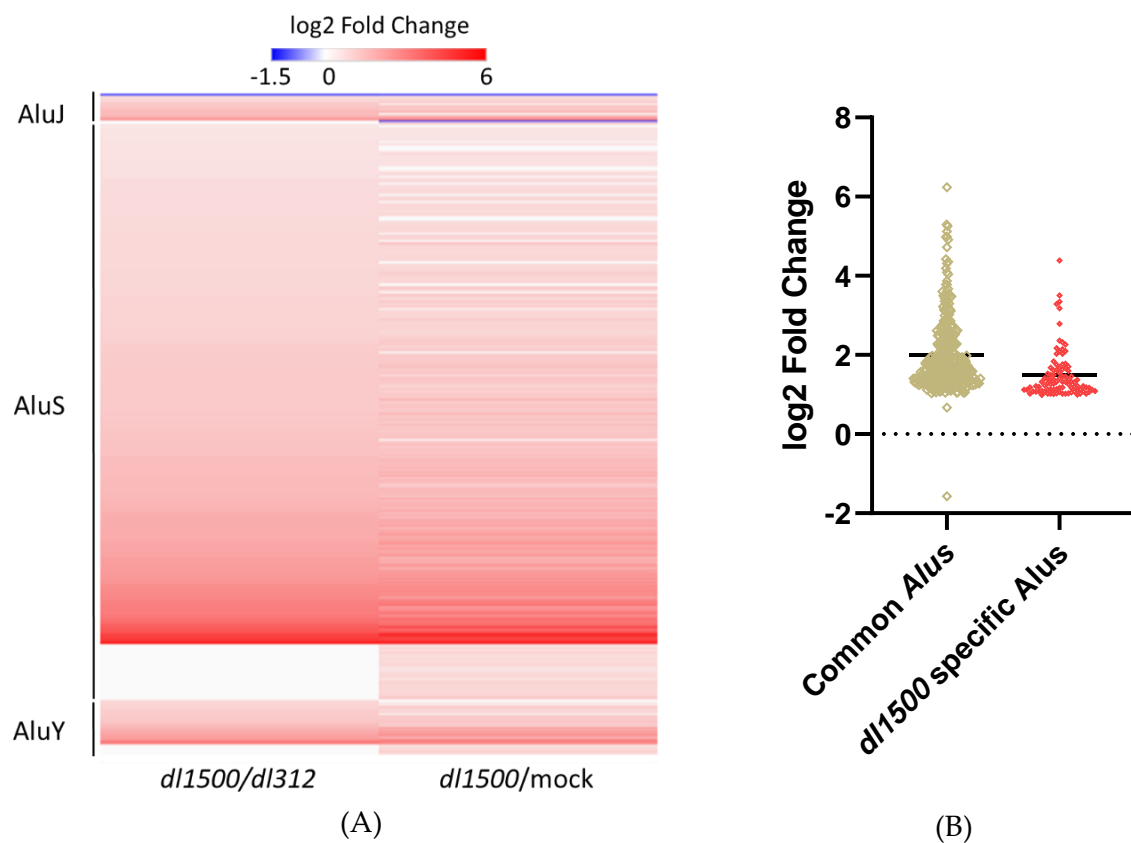 log2 Fold Change
-1.5 0 6
AluJ
AluS
AluY
dl1500/dl312 dl1500/mock
(A)
log2 Fold Change
8
6
4
2
0
-2
Common Alus
dl1500 specific Alus
(B)